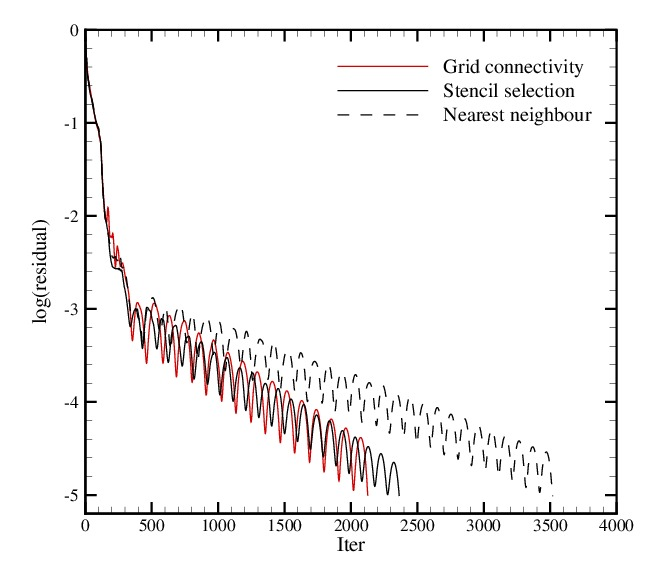 0
-1
-2
-3
-4
-5
log(residual)
Grid connectivity
Stencil selection
Nearest neighbour
0 500 1000 1500 2000 2500 3000 3500 4000
Iter